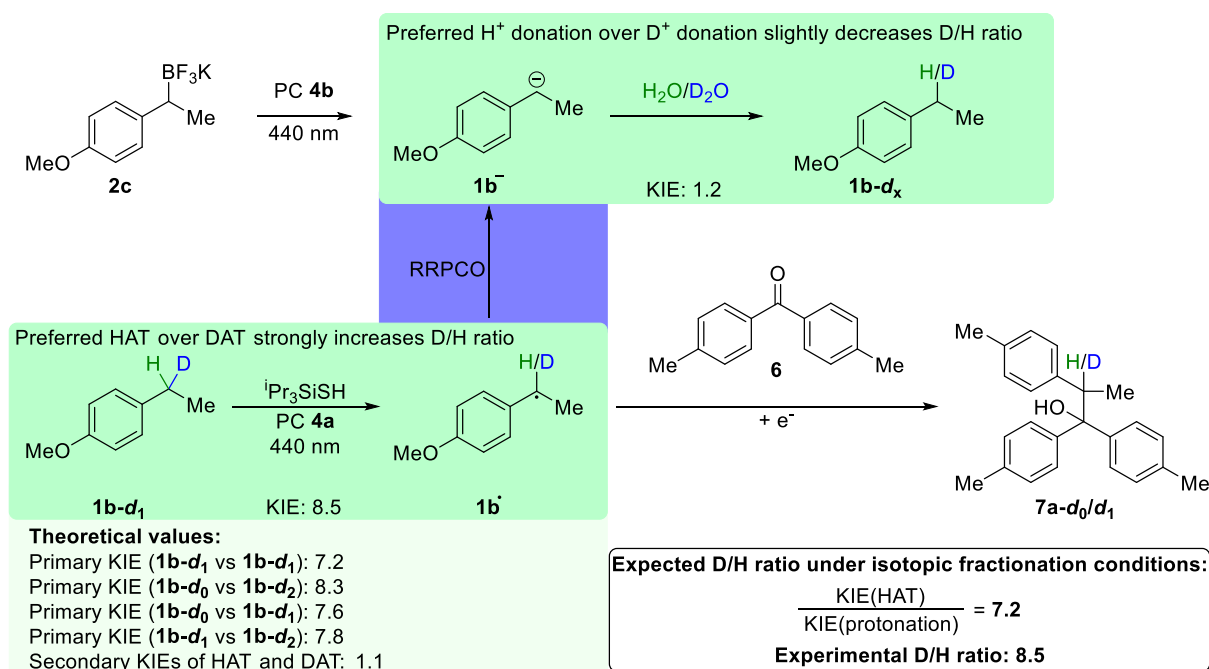 Preferred H⁺ donation over D⁺ donation slightly decreases D/H ratio
BF₃K
Me
MeO
2c
PC 4b
440 nm
⊖
Me
MeO
1b⁻
H₂O/D₂O
KIE: 1.2
H/D
Me
MeO
1b-dₓ
RRPCO
Preferred HAT over DAT strongly increases D/H ratio
H
D
Me
MeO
1b-d₁
ⁱPr₃SiSH
PC 4a
440 nm
KIE: 8.5
H/D
Me
MeO
1b•
O
Me
Me
6
+ e⁻
Me
H/D
Me
HO
Me
Me
7a-d₀/d₁
Theoretical values:
Primary KIE (1b-d₁ vs 1b-d₁): 7.2
Primary KIE (1b-d₀ vs 1b-d₂): 8.3
Primary KIE (1b-d₀ vs 1b-d₁): 7.6
Primary KIE (1b-d₁ vs 1b-d₂): 7.8
Secondary KIEs of HAT and DAT: 1.1
Expected D/H ratio under isotopic fractionation conditions:
KIE(HAT)
KIE(protonation)
= 7.2
Experimental D/H ratio: 8.5